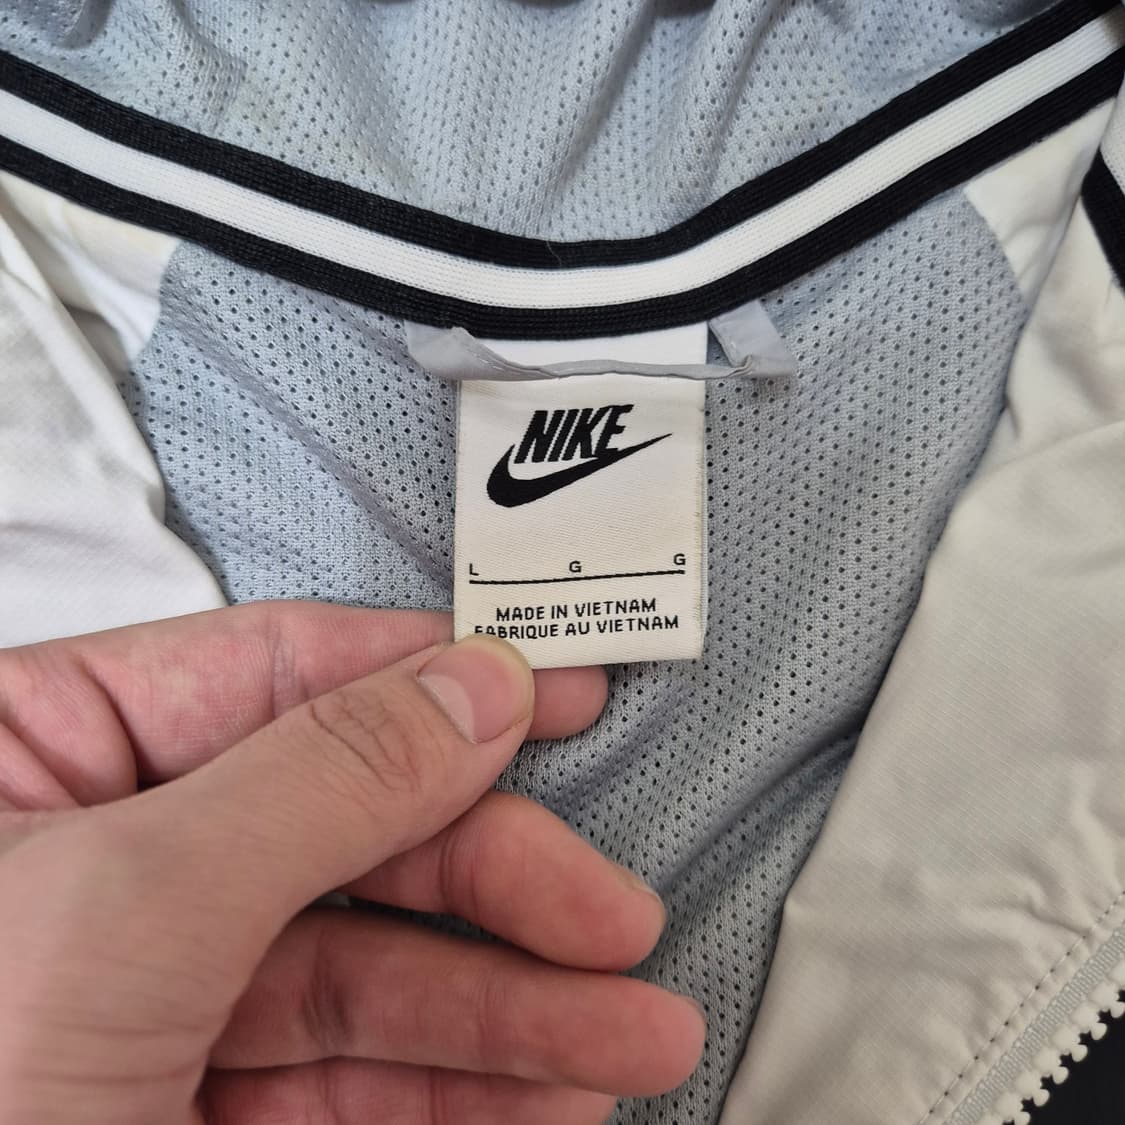 NIKE
L G G
MADE IN VIETNAM
FABRIQUE AU VIETNAM